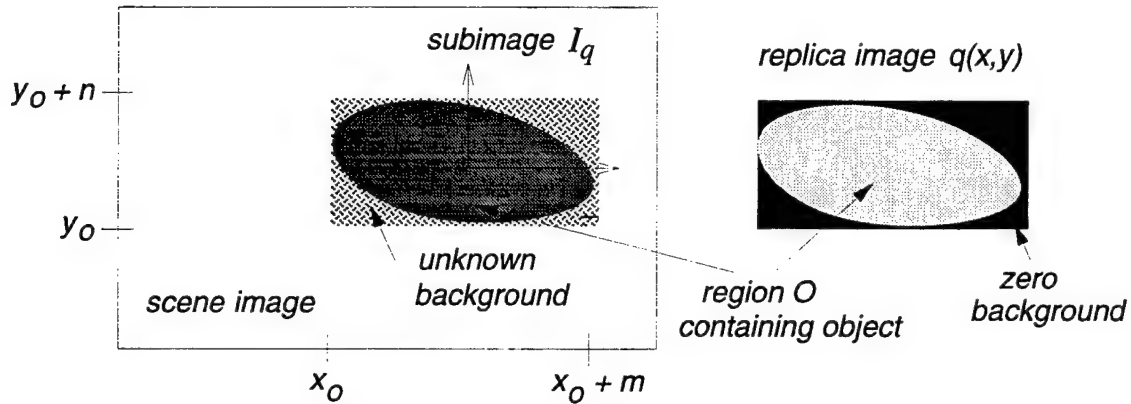 subimage I_q
replica image q(x,y)
y_o + n
y_o
unknown
background
scene image
region O
containing object
zero
background
x_o
x_o + m